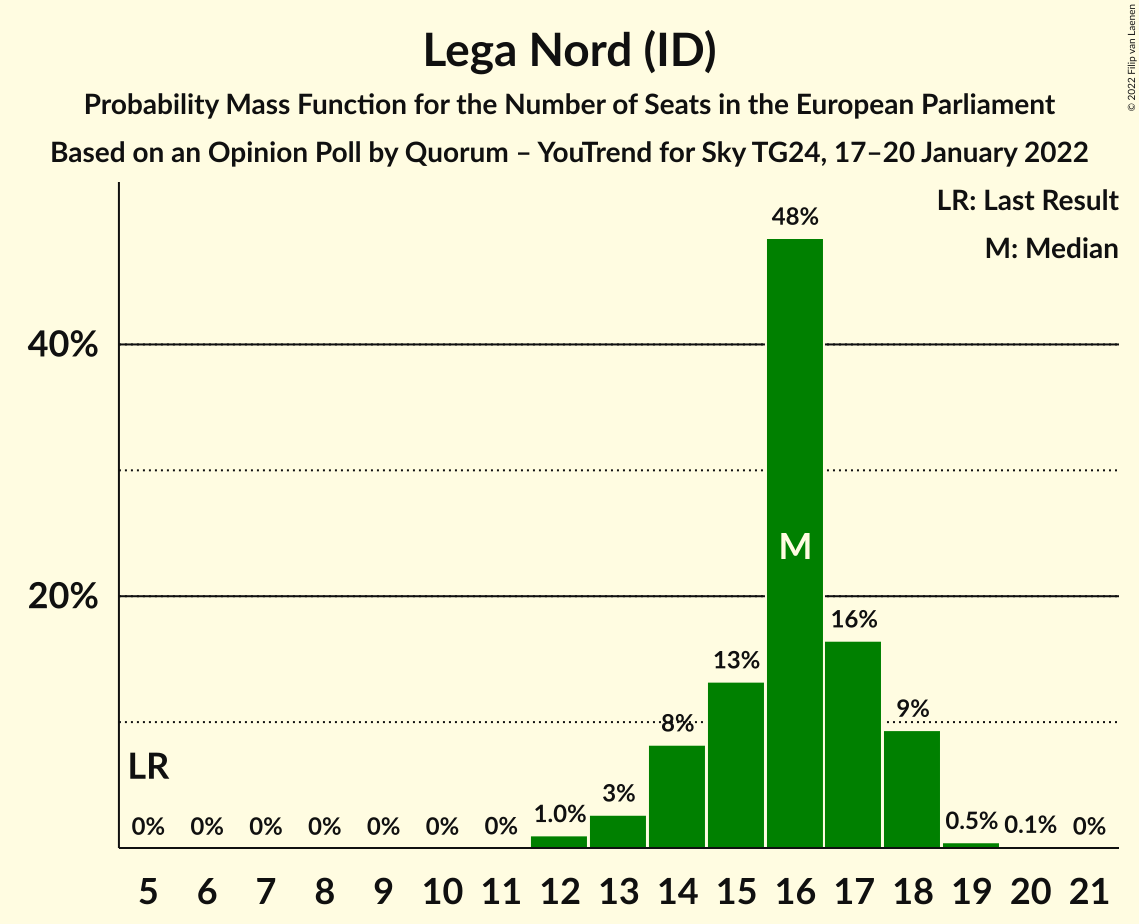 Lega Nord (ID)
Probability Mass Function for the Number of Seats in the European Parliament
Based on an Opinion Poll by Quorum – YouTrend for Sky TG24, 17–20 January 2022
© 2022 Filip van Laenen
LR: Last Result
M: Median
40%
20%
48%
M
16%
13%
9%
8%
LR
0% 0% 0% 0% 0% 0% 0% 1.0% 3% 0.5% 0.1% 0%
5 6 7 8 9 10 11 12 13 14 15 16 17 18 19 20 21